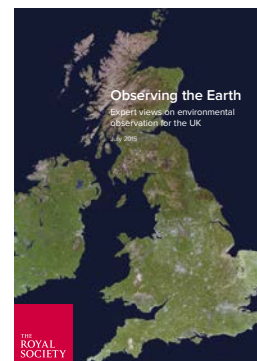 Observing the Earth
Expert views on environmental
observation for the UK
July 2015
THE
ROYAL
SOCIETY